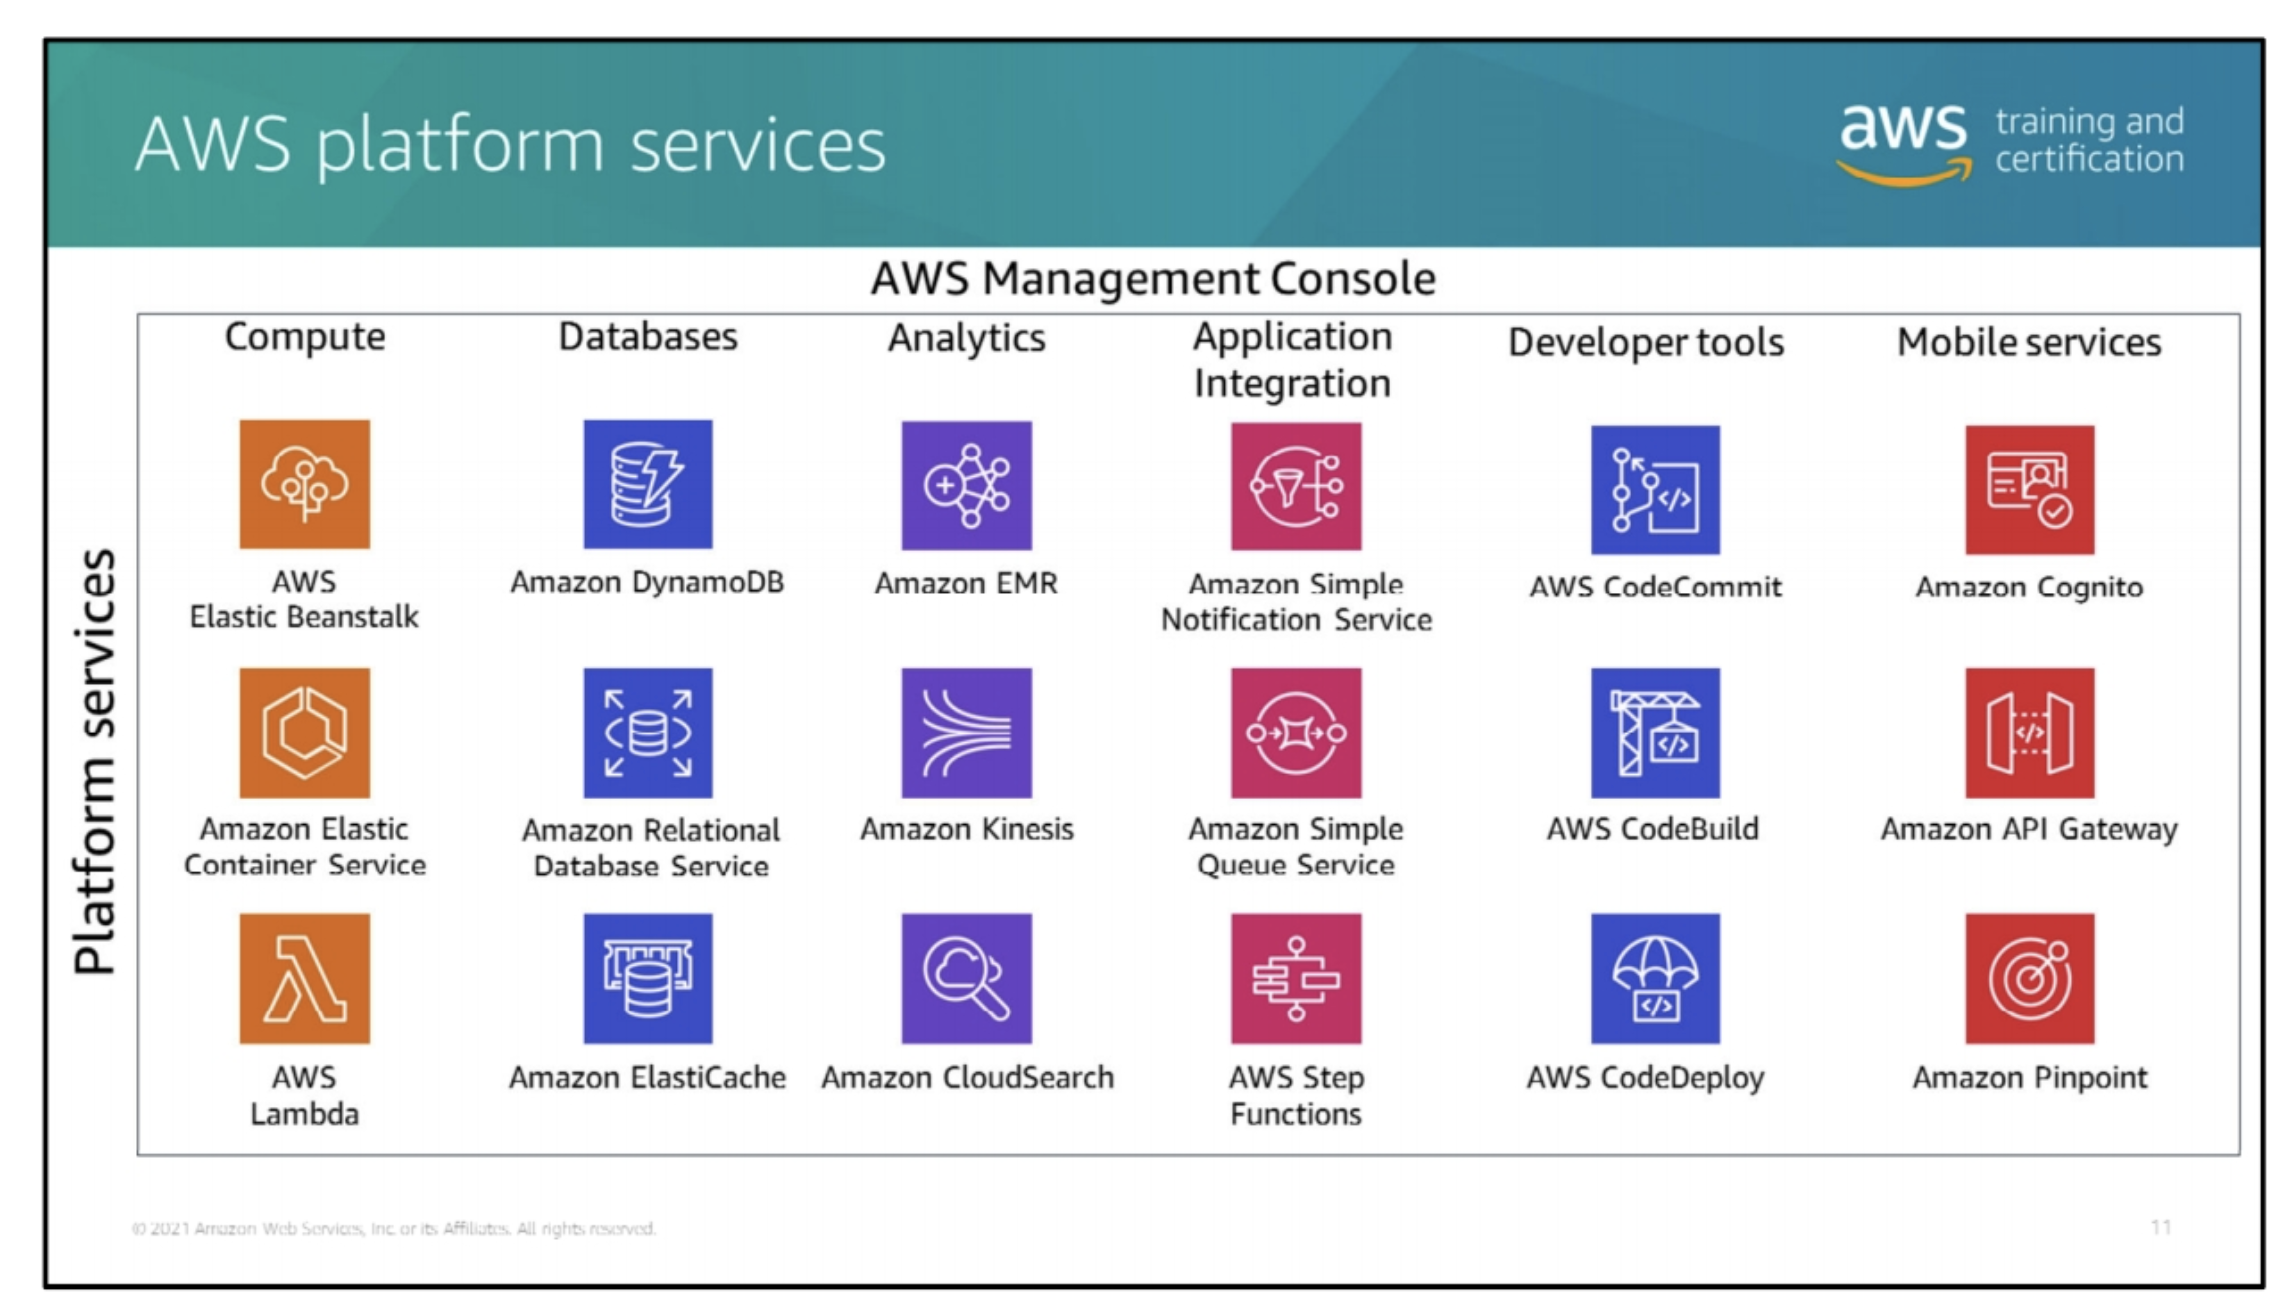 AWS platform services
aws training and
certification
AWS Management Console
Platform services
Compute
Databases
Analytics
Application
Integration
Developer tools
Mobile services
AWS
Elastic Beanstalk
Amazon DynamoDB
Amazon EMR
Amazon Simple
Notification Service
AWS CodeCommit
Amazon Cognito
Amazon Elastic
Container Service
Amazon Relational
Database Service
Amazon Kinesis
Amazon Simple
Queue Service
AWS CodeBuild
Amazon API Gateway
AWS
Lambda
Amazon ElastiCache
Amazon CloudSearch
AWS Step
Functions
AWS CodeDeploy
Amazon Pinpoint
© 2021 Amazon Web Services, Inc. or its Affiliates. All rights reserved.
11